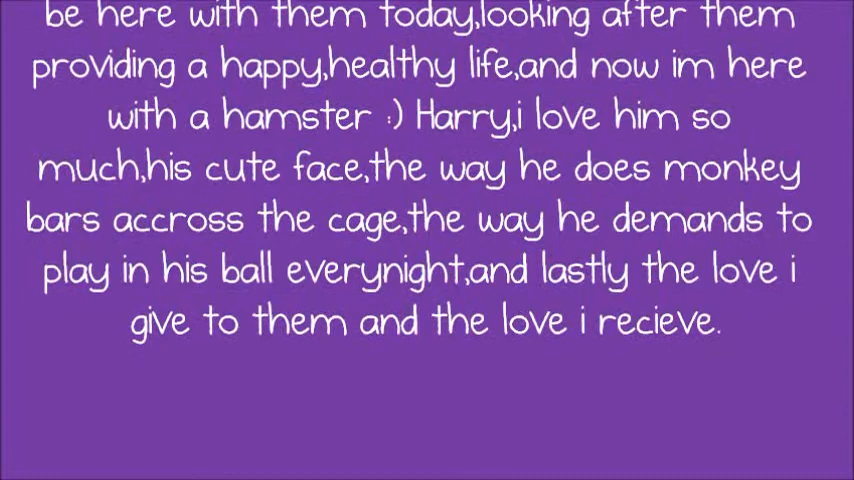 be here with them today,looking after them
providing a happy,healthy life,and now im here
with a hamster :) Harry,i love him so
much,his cute face,the way he does monkey
bars accross the cage,the way he demands to
play in his ball everynight,and lastly the love i
give to them and the love i recieve.